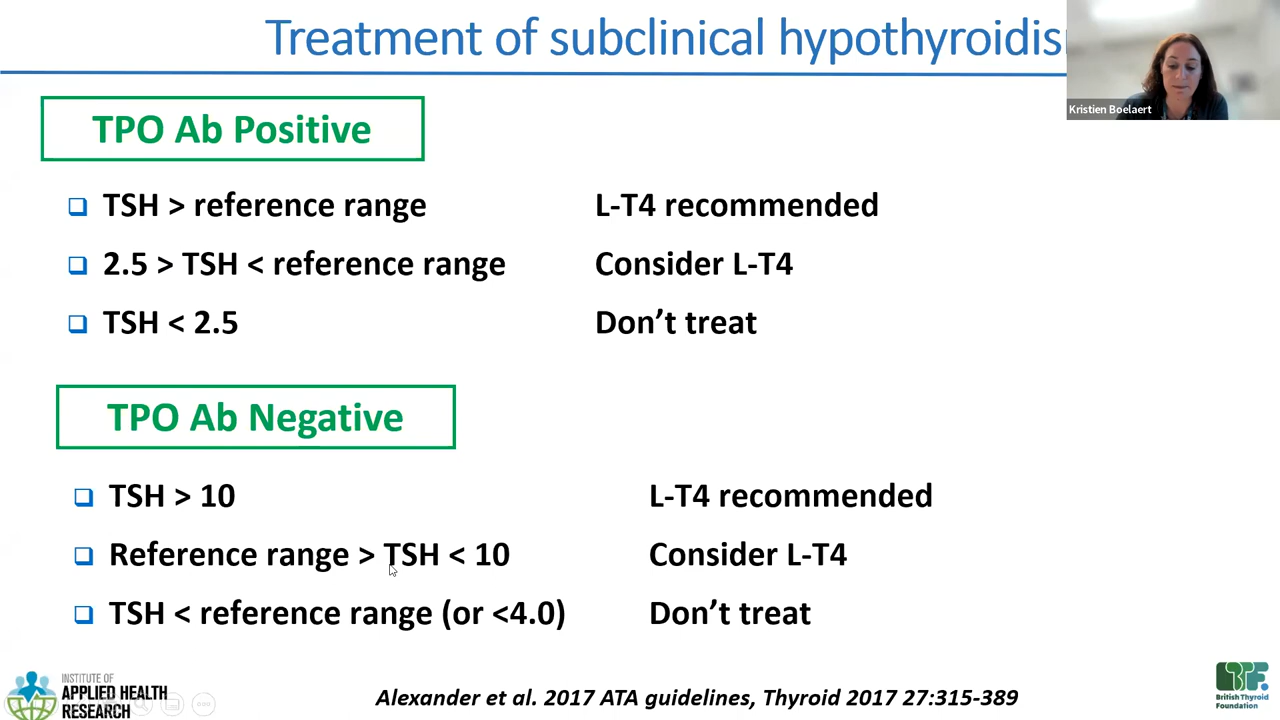 Treatment of subclinical hypothyroidis
Kristien Boelaert
TPO Ab Positive
❑ TSH > reference range L-T4 recommended
❑ 2.5 > TSH < reference range Consider L-T4
❑ TSH < 2.5 Don’t treat
TPO Ab Negative
❑ TSH > 10 L-T4 recommended
❑ Reference range > TSH < 10 Consider L-T4
❑ TSH < reference range (or <4.0) Don’t treat
INSTITUTE OF
APPLIED HEALTH
RESEARCH
Alexander et al. 2017 ATA guidelines, Thyroid 2017 27:315-389
BTF
British Thyroid
Foundation